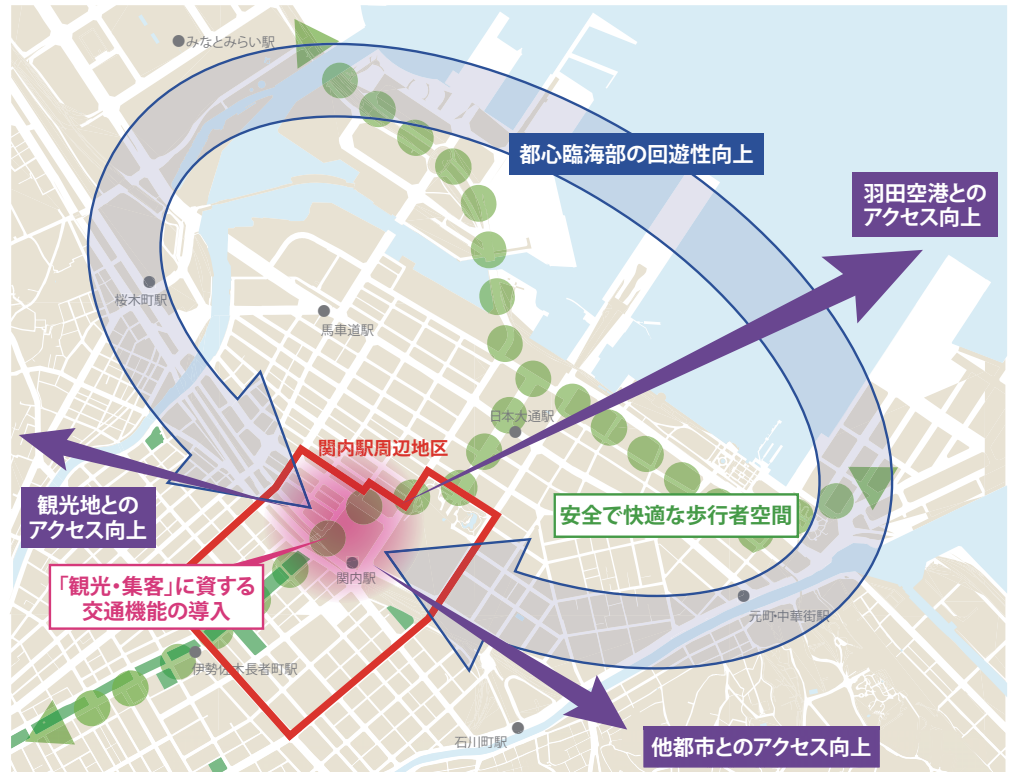 みなとみらい駅
都心臨海部の回遊性向上
羽田空港との
アクセス向上
桜木町駅
馬車道駅
日本大通駅
関内駅周辺地区
観光地との
アクセス向上
安全で快適な歩行者空間
「観光・集客」に資する
交通機能の導入
関内駅
元町・中華街駅
伊勢佐木長者町駅
石川町駅
他都市とのアクセス向上